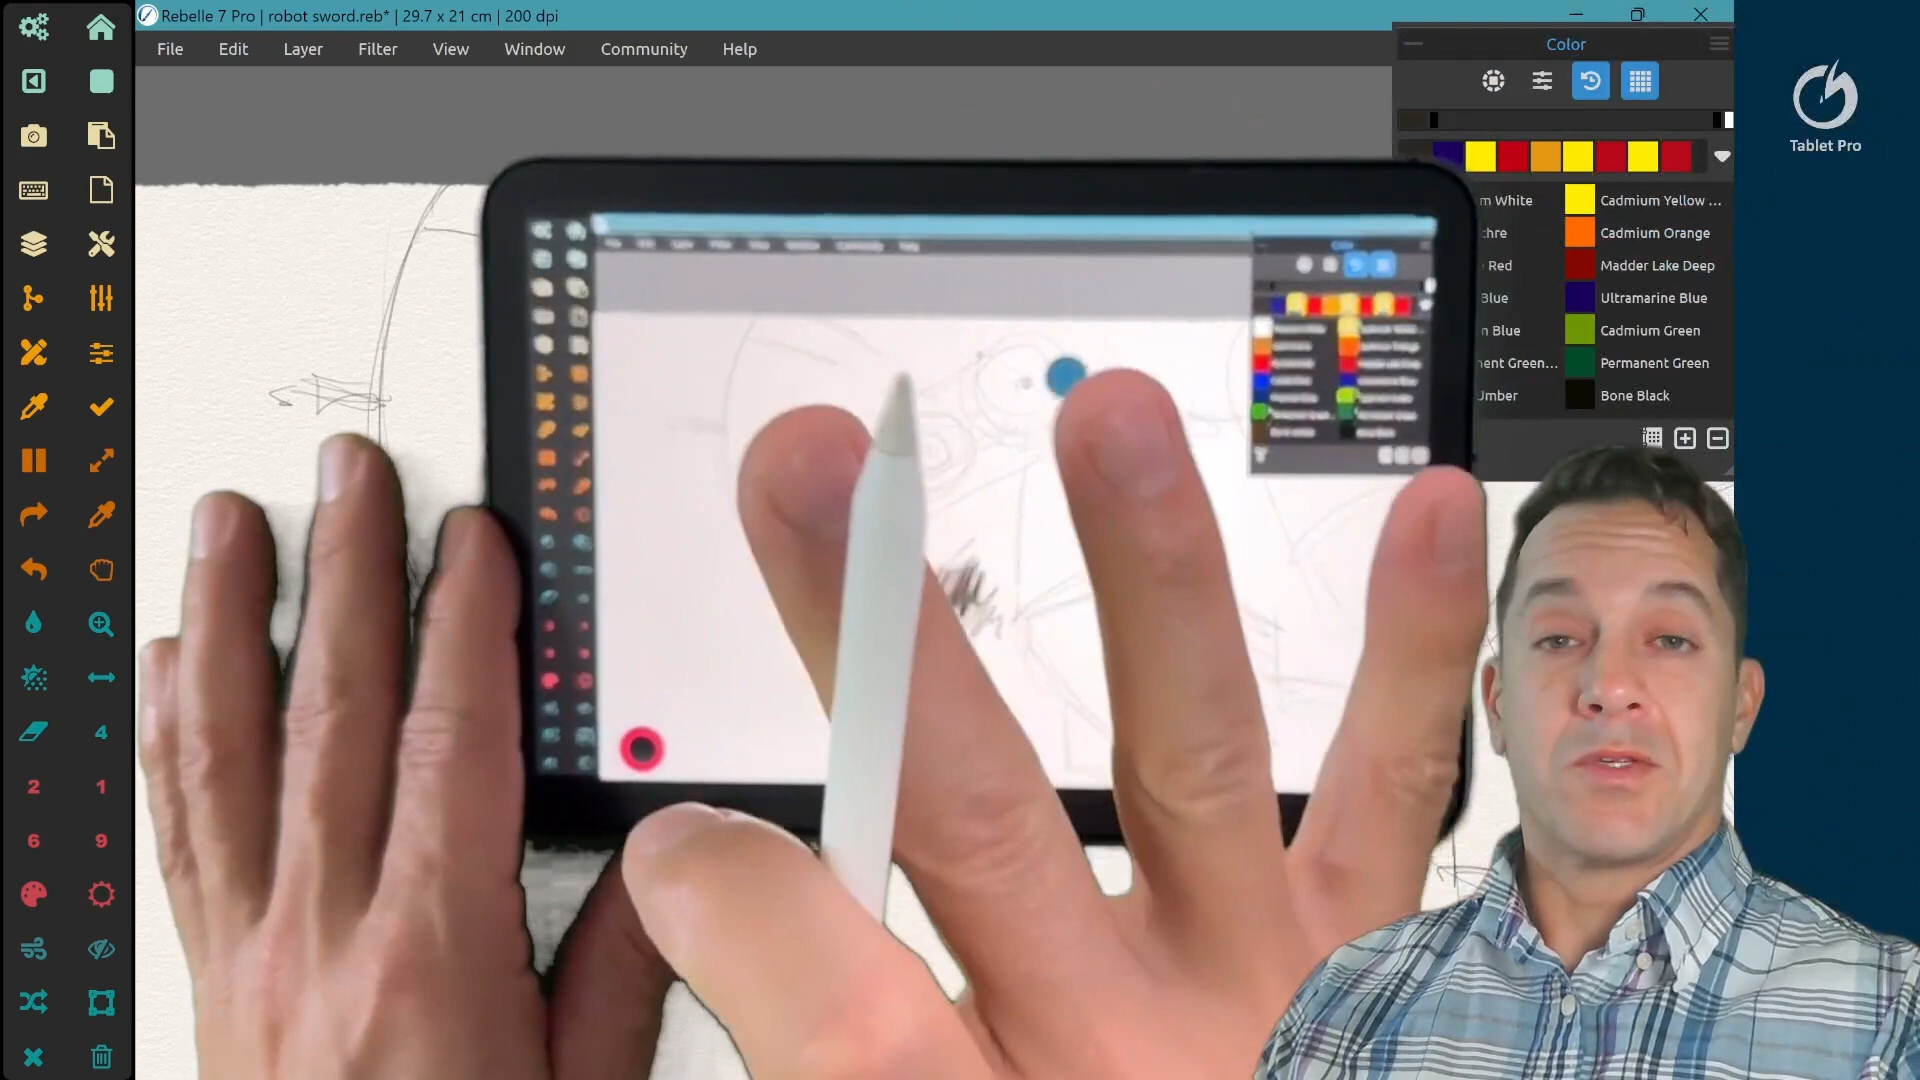 Rebelle 7 Pro | robot sword.reb* | 29.7 x 21 cm | 200 dpi
File Edit Layer Filter View Window Community Help
Color
Tablet Pro
m White Cadmium Yellow ...
hre Cadmium Orange
Red Madder Lake Deep
Blue Ultramarine Blue
n Blue Cadmium Green
ent Green... Permanent Green
Umber Bone Black
4
2 1
6 9